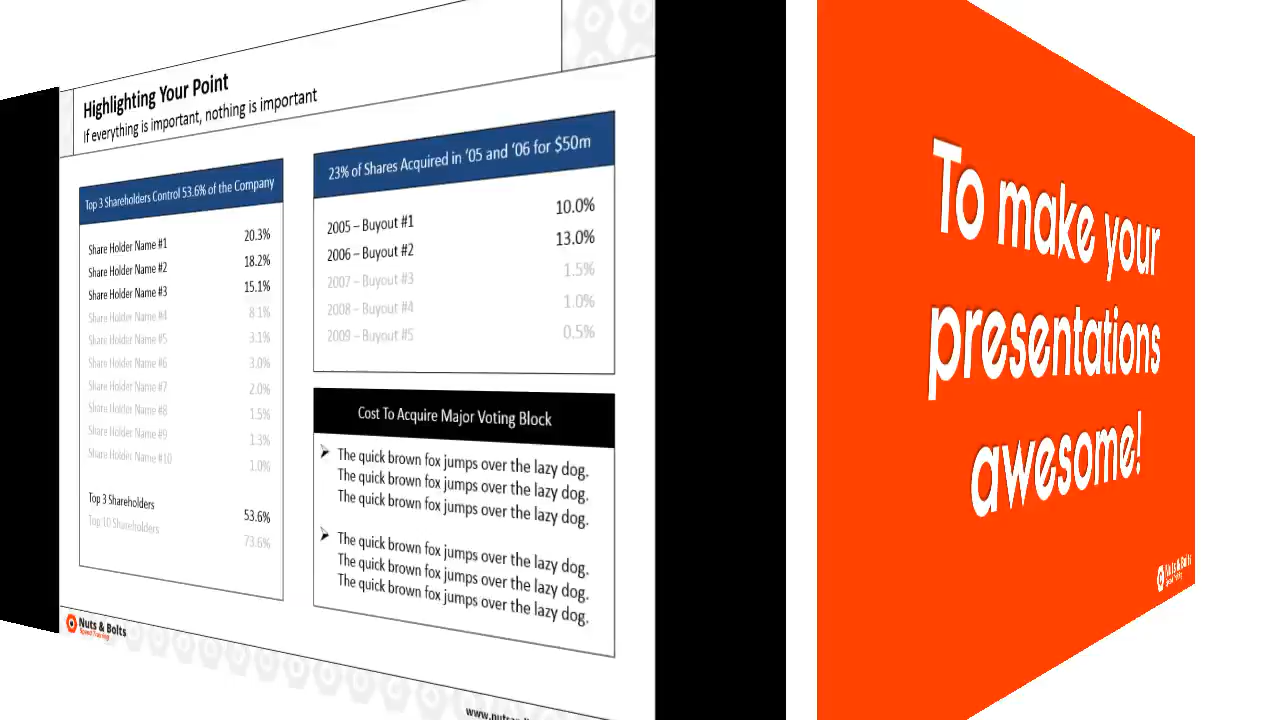 Highlighting Your Point
If everything is important, nothing is important
Top 3 Shareholders Control 53.6% of the Company
Share Holder Name #1 20.3%
Share Holder Name #2 18.2%
Share Holder Name #3 15.1%
Share Holder Name #4 8.1%
Share Holder Name #5 3.1%
Share Holder Name #6 3.0%
Share Holder Name #7 2.0%
Share Holder Name #8 1.5%
Share Holder Name #9 1.3%
Share Holder Name #10 1.0%
Top 3 Shareholders 53.6%
Top 10 Shareholders 73.6%
23% of Shares Acquired in ‘05 and ‘06 for $50m
2005 – Buyout #1 10.0%
2006 – Buyout #2 13.0%
2007 – Buyout #3 1.5%
2008 – Buyout #4 1.0%
2009 – Buyout #5 0.5%
Cost To Acquire Major Voting Block
The quick brown fox jumps over the lazy dog.
The quick brown fox jumps over the lazy dog.
The quick brown fox jumps over the lazy dog.
The quick brown fox jumps over the lazy dog.
The quick brown fox jumps over the lazy dog.
The quick brown fox jumps over the lazy dog.
Nuts & Bolts
Speed Training
To make your
presentations
awesome!
Nuts & Bolts
Speed Training